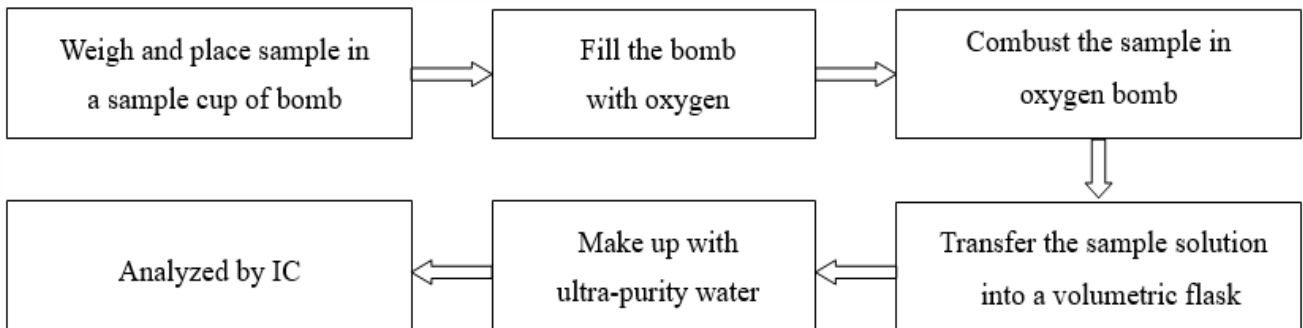 Weigh and place sample in
a sample cup of bomb
Fill the bomb
with oxygen
Combust the sample in
oxygen bomb
Transfer the sample solution
into a volumetric flask
Make up with
ultra-purity water
Analyzed by IC